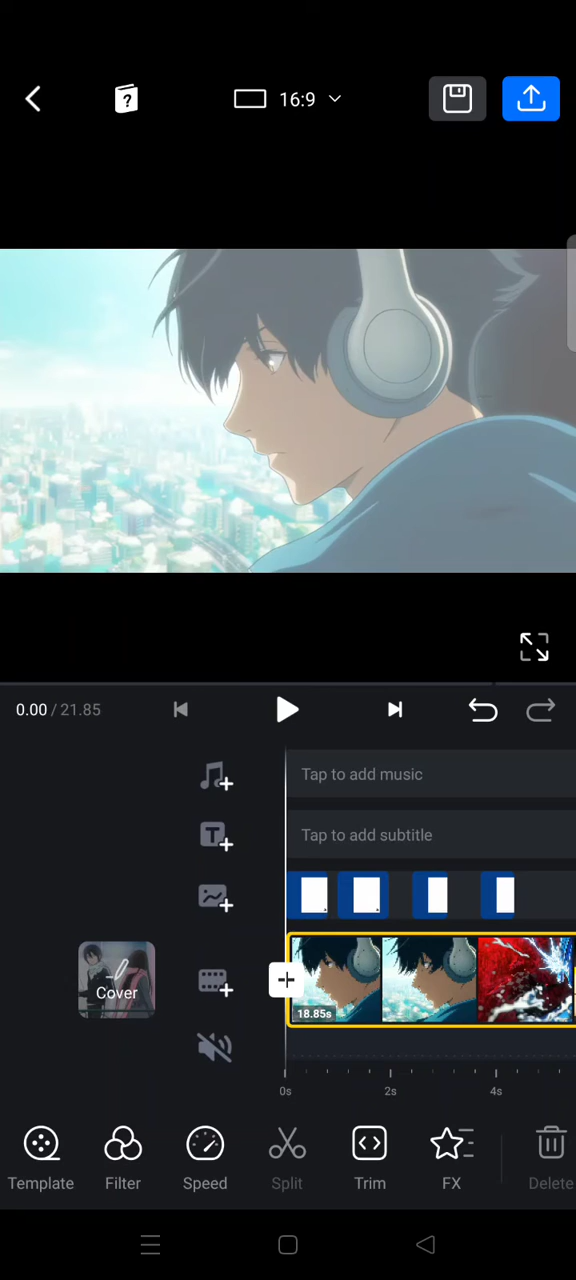 16:9
0.00 / 21.85
Tap to add music
T
Tap to add subtitle
Cover
18.85s
0s
2s
4s
Template
Filter
Speed
Split
Trim
FX
Delete